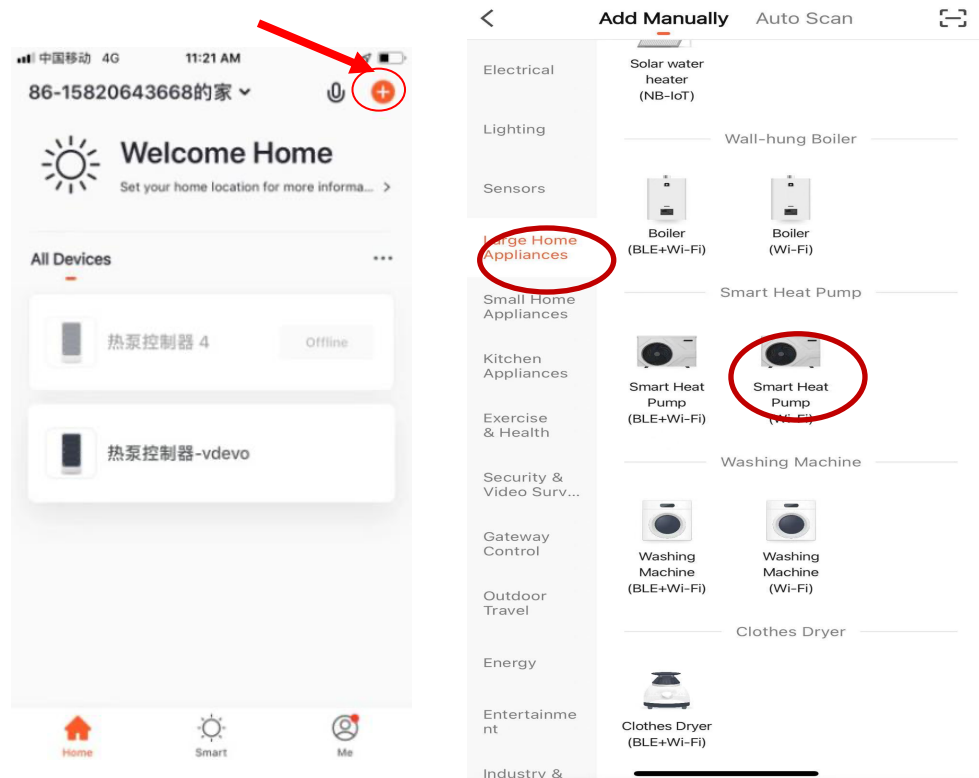 中国移动 4G 11:21 AM
86-15820643668的家
Welcome Home
Set your home location for more informa... >
All Devices
热泵控制器 4
Offline
热泵控制器-vdevo
Home
Smart
Me
Add Manually
Auto Scan
Electrical
Lighting
Sensors
Large Home
Appliances
Small Home
Appliances
Kitchen
Appliances
Exercise
& Health
Security &
Video Surv...
Gateway
Control
Outdoor
Travel
Energy
Entertainme
nt
Industry &
Solar water
heater
(NB-IoT)
Wall-hung Boiler
Boiler
(BLE+Wi-Fi)
Boiler
(Wi-Fi)
Smart Heat Pump
Smart Heat
Pump
(BLE+Wi-Fi)
Smart Heat
Pump
(Wi-Fi)
Washing Machine
Washing
Machine
(BLE+Wi-Fi)
Washing
Machine
(Wi-Fi)
Clothes Dryer
Clothes Dryer
(BLE+Wi-Fi)